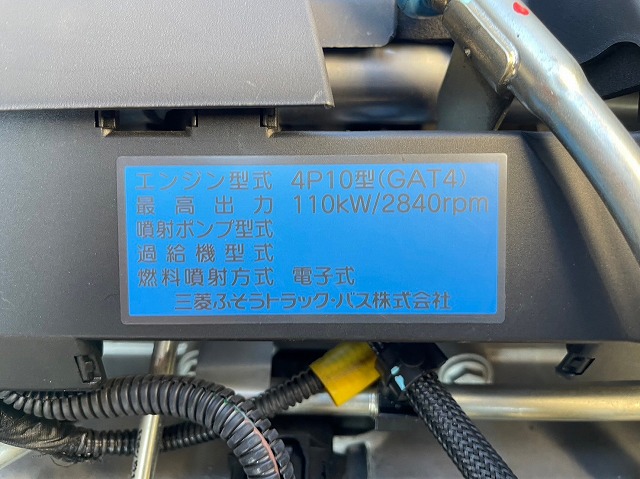 エンジン型式 4P10型(GAT4)
最高出力 110kW/2840rpm
噴射ポンプ型式
過給機型式
燃料噴射方式 電子式
三菱ふそうトラック・バス株式会社